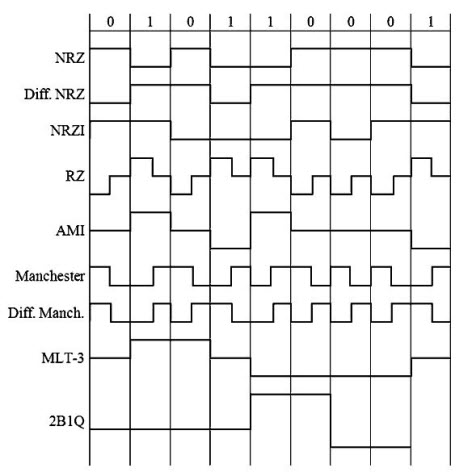 0 1 0 1 1 0 0 0 1
NRZ
Diff. NRZ
NRZI
RZ
AMI
Manchester
Diff. Manch.
MLT-3
2B1Q